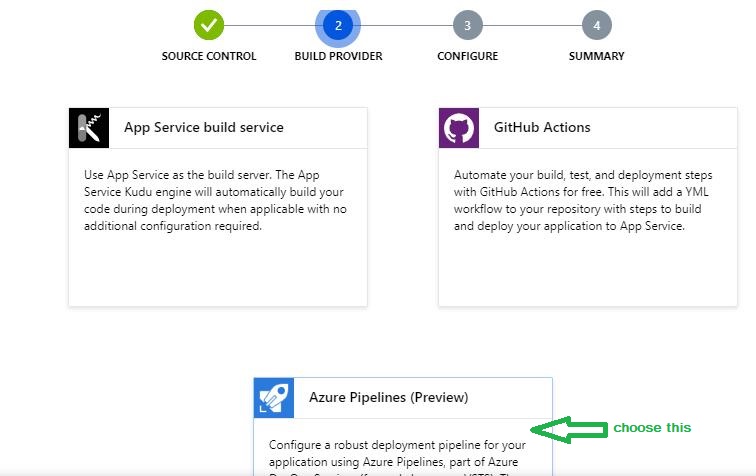 2 3 4
SOURCE CONTROL BUILD PROVIDER CONFIGURE SUMMARY
App Service build service
Use App Service as the build server. The App
Service Kudu engine will automatically build your
code during deployment when applicable with no
additional configuration required.
GitHub Actions
Automate your build, test, and deployment steps
with GitHub Actions for free. This will add a YML
workflow to your repository with steps to build
and deploy your application to App Service.
Azure Pipelines (Preview)
choose this
Configure a robust deployment pipeline for your
application using Azure Pipelines, part of Azure